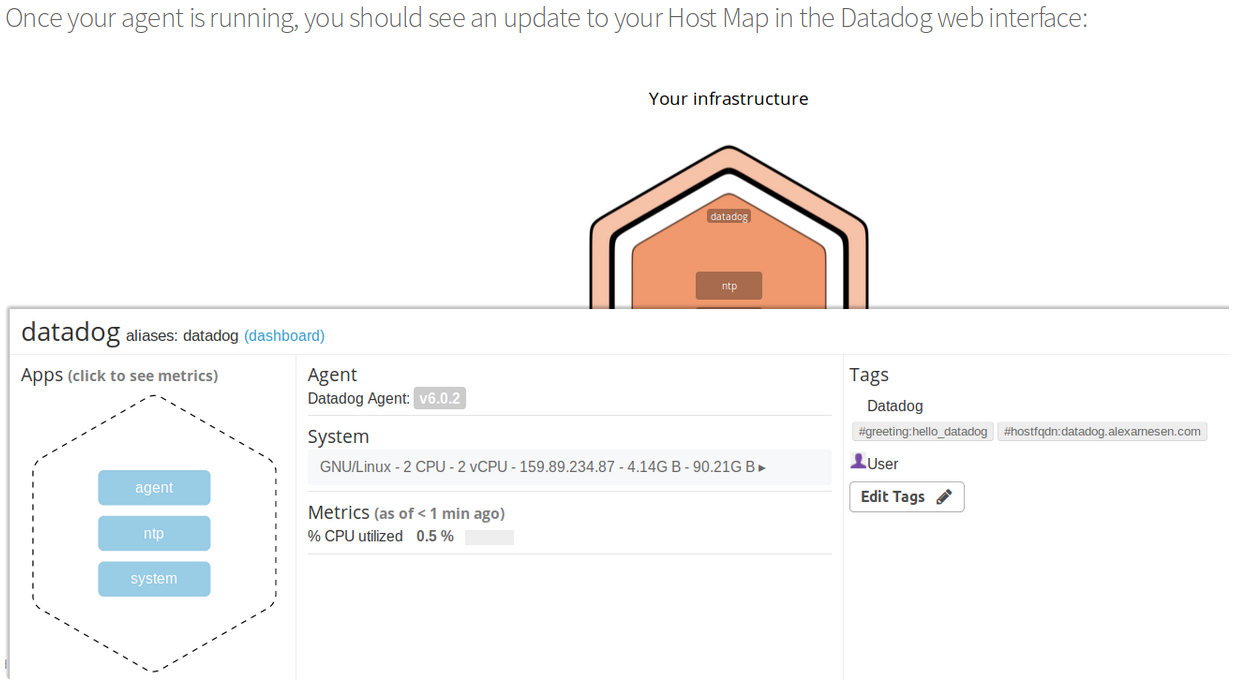 Once your agent is running, you should see an update to your Host Map in the Datadog web interface:
Your infrastructure
datadog
ntp
datadog aliases: datadog (dashboard)
Apps (click to see metrics)
agent
ntp
system
Agent
Datadog Agent: v6.0.2
System
GNU/Linux - 2 CPU - 2 vCPU - 159.89.234.87 - 4.14G B - 90.21G B ▸
Metrics (as of < 1 min ago)
% CPU utilized 0.5 %
Tags
Datadog
#greeting:hello_datadog #hostfqdn:datadog.alexarnesen.com
User
Edit Tags